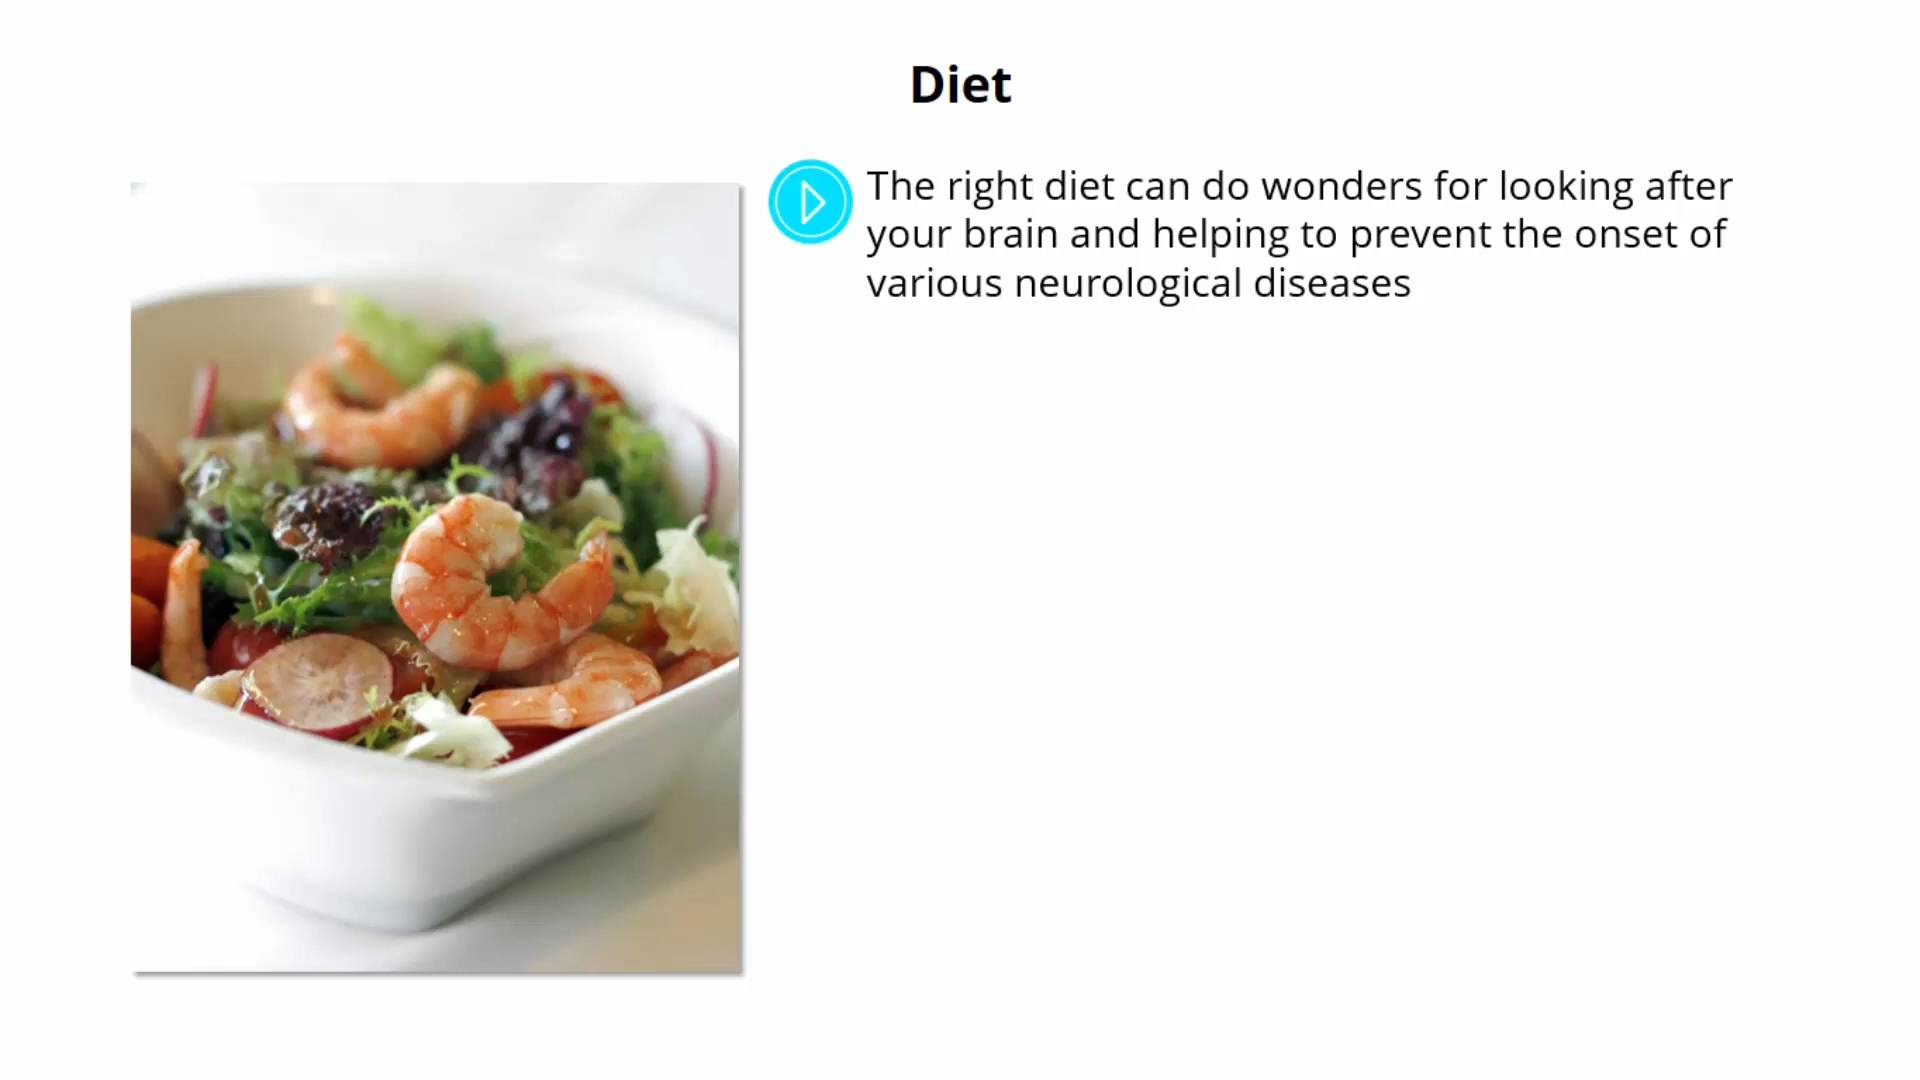 Diet
The right diet can do wonders for looking after
your brain and helping to prevent the onset of
various neurological diseases